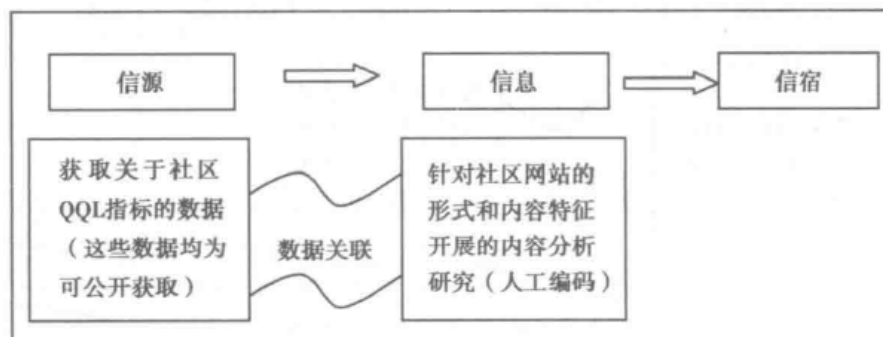 信源
信息
信宿
获取关于社区
QQL指标的数据
（这些数据均为
可公开获取）
数据关联
针对社区网站的
形式和内容特征
开展的内容分析
研究（人工编码）